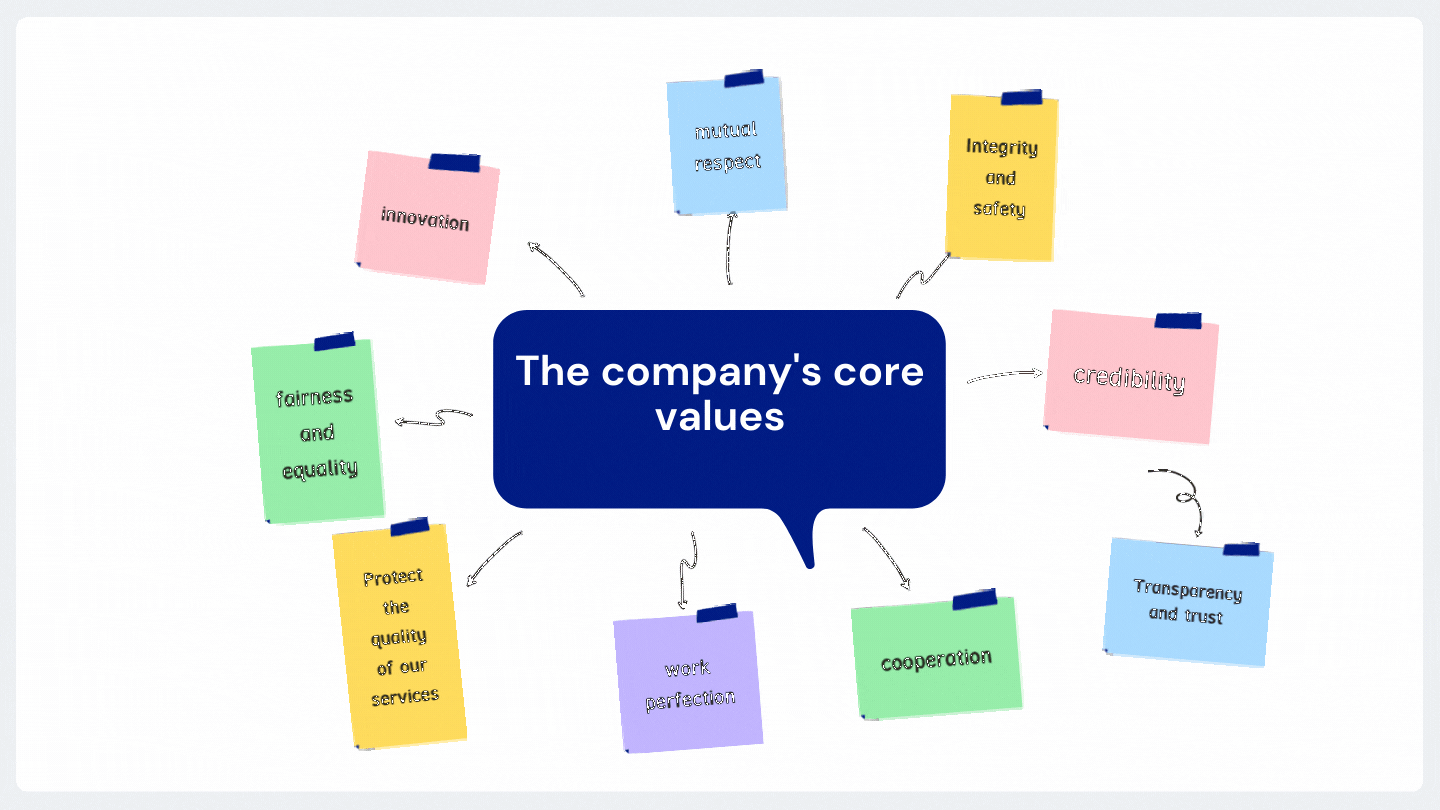 mutual
respect
Integrity
and
safety
innovation
The company's core
values
credibility
fairness
and
equality
Protect
the
quality
of our
services
work
perfection
cooperation
Transparency
and trust